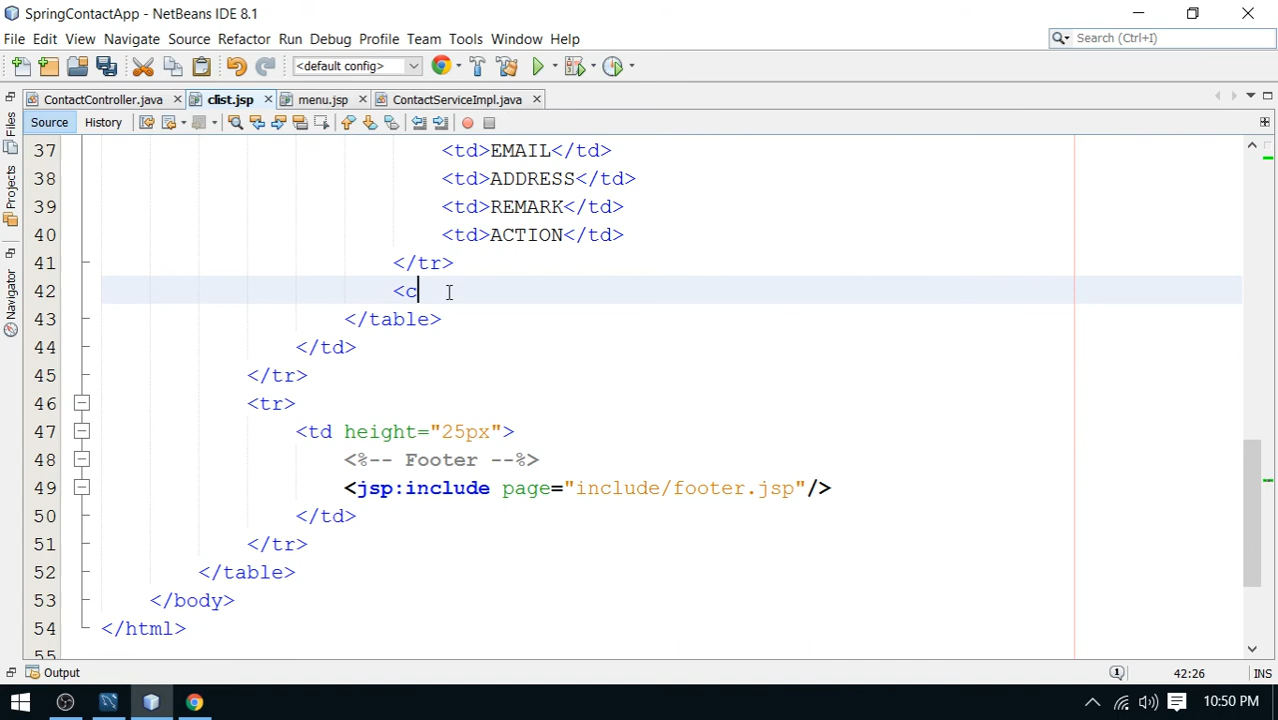 SpringContactApp - NetBeans IDE 8.1
File Edit View Navigate Source Refactor Run Debug Profile Team Tools Window Help
Search (Ctrl+I)
<default config>
ContactController.java clist.jsp menu.jsp ContactServiceImpl.java
Source History
Files
Projects
Navigator
37 <td>EMAIL</td>
38 <td>ADDRESS</td>
39 <td>REMARK</td>
40 <td>ACTION</td>
41 </tr>
42 <c
43 </table>
44 </td>
45 </tr>
46 <tr>
47 <td height="25px">
48 <%-- Footer --%>
49 <jsp:include page="include/footer.jsp"/>
50 </td>
51 </tr>
52 </table>
53 </body>
54 </html>
55
Output
42:26 INS
10:50 PM